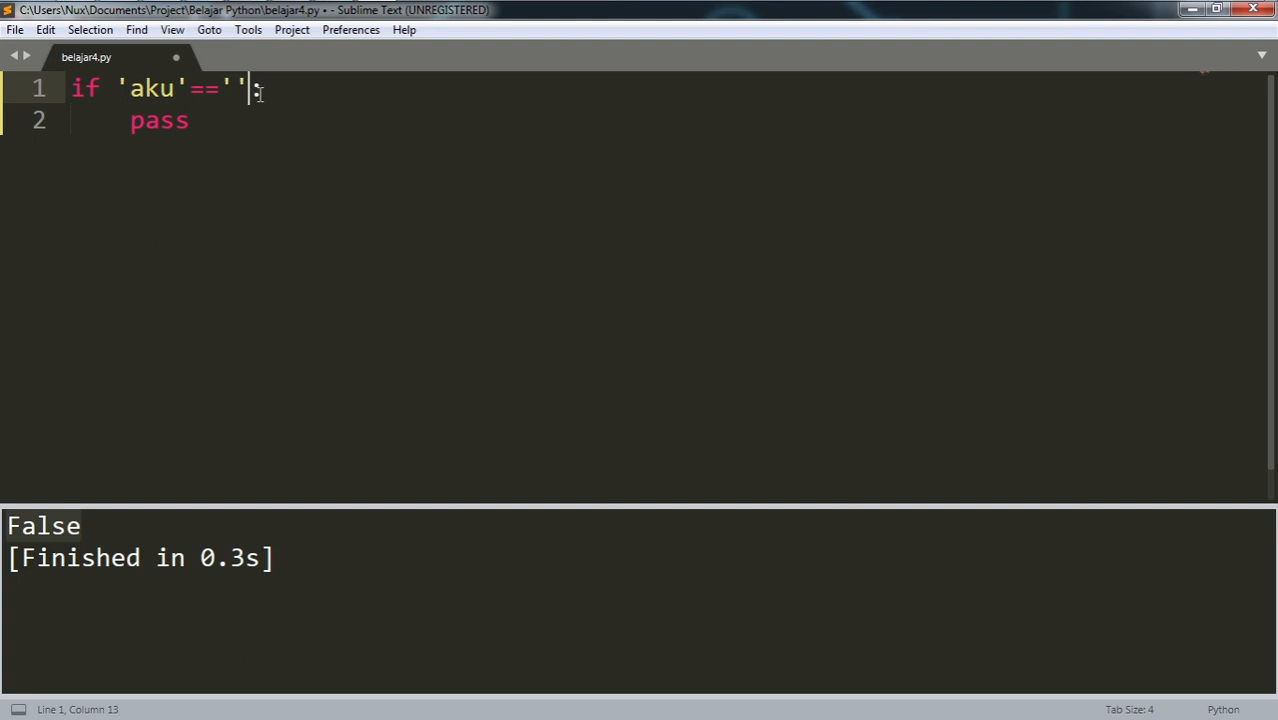 C:\Users\Nux\Documents\Project\Belajar Python\belajar4.py • - Sublime Text (UNREGISTERED)
File Edit Selection Find View Goto Tools Project Preferences Help
belajar4.py
1 if 'aku'=='':
2 pass
False
[Finished in 0.3s]
Line 1, Column 13 Tab Size: 4 Python